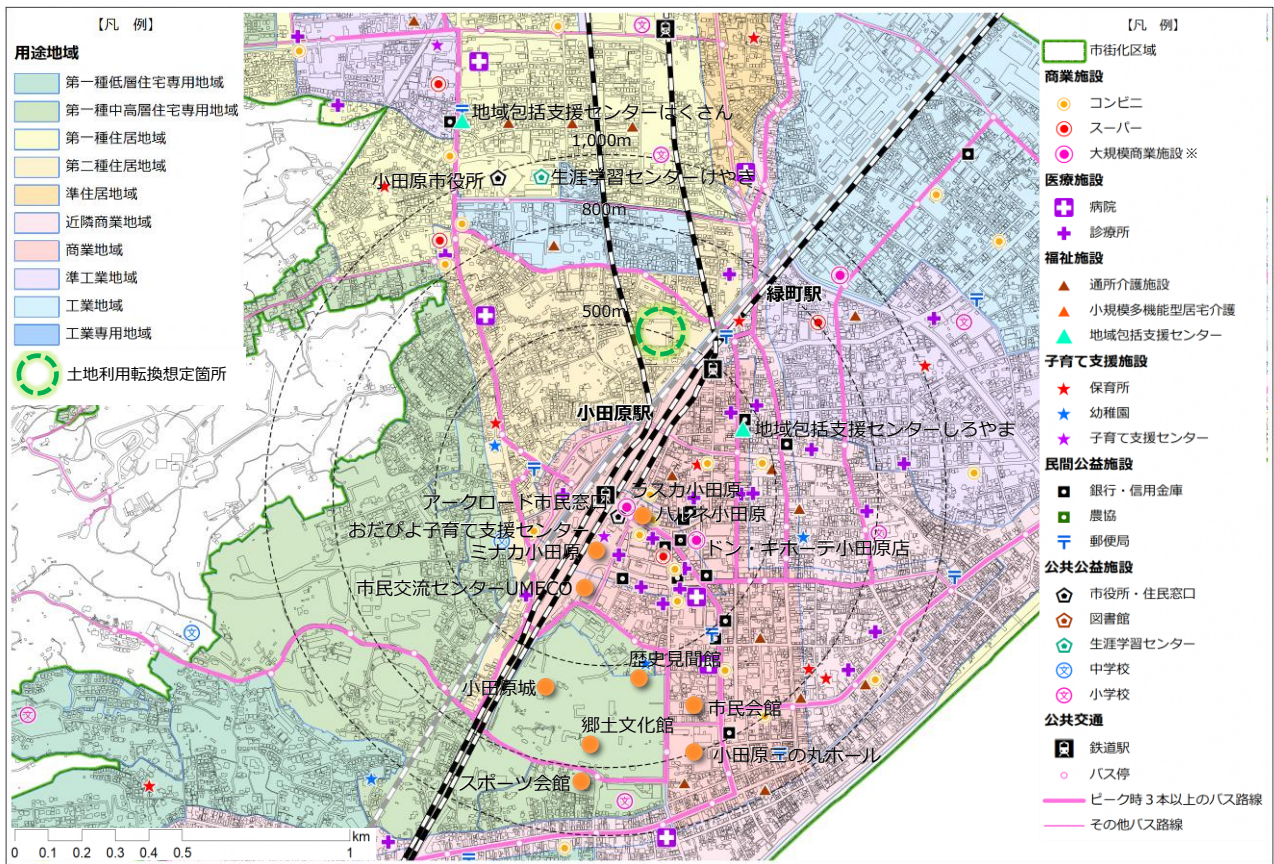 【凡 例】
用途地域
第一種低層住宅専用地域
第一種中高層住宅専用地域
第一種住居地域
第二種住居地域
準住居地域
近隣商業地域
商業地域
準工業地域
工業地域
工業専用地域
土地利用転換想定箇所
地域包括支援センターはくさん
1,000m
小田原市役所
生涯学習センターけやき
800m
緑町駅
500m
小田原駅
地域包括支援センターしろやま
ラスカ小田原
アークロード市民窓口
ハルネ小田原
おだぴよ子育て支援センター
ミナカ小田原
ドン・キホーテ小田原店
市民交流センターUMECO
歴史見聞館
小田原城
市民会館
郷土文化館
小田原三の丸ホール
スポーツ会館
km
0 0.1 0.2 0.3 0.4 0.5 1
【凡 例】
市街化区域
商業施設
コンビニ
スーパー
大規模商業施設※
医療施設
病院
診療所
福祉施設
通所介護施設
小規模多機能型居宅介護
地域包括支援センター
子育て支援施設
保育所
幼稚園
子育て支援センター
民間公益施設
銀行・信用金庫
農協
郵便局
公共公益施設
市役所・住民窓口
図書館
生涯学習センター
中学校
小学校
公共交通
鉄道駅
バス停
ピーク時3本以上のバス路線
その他バス路線